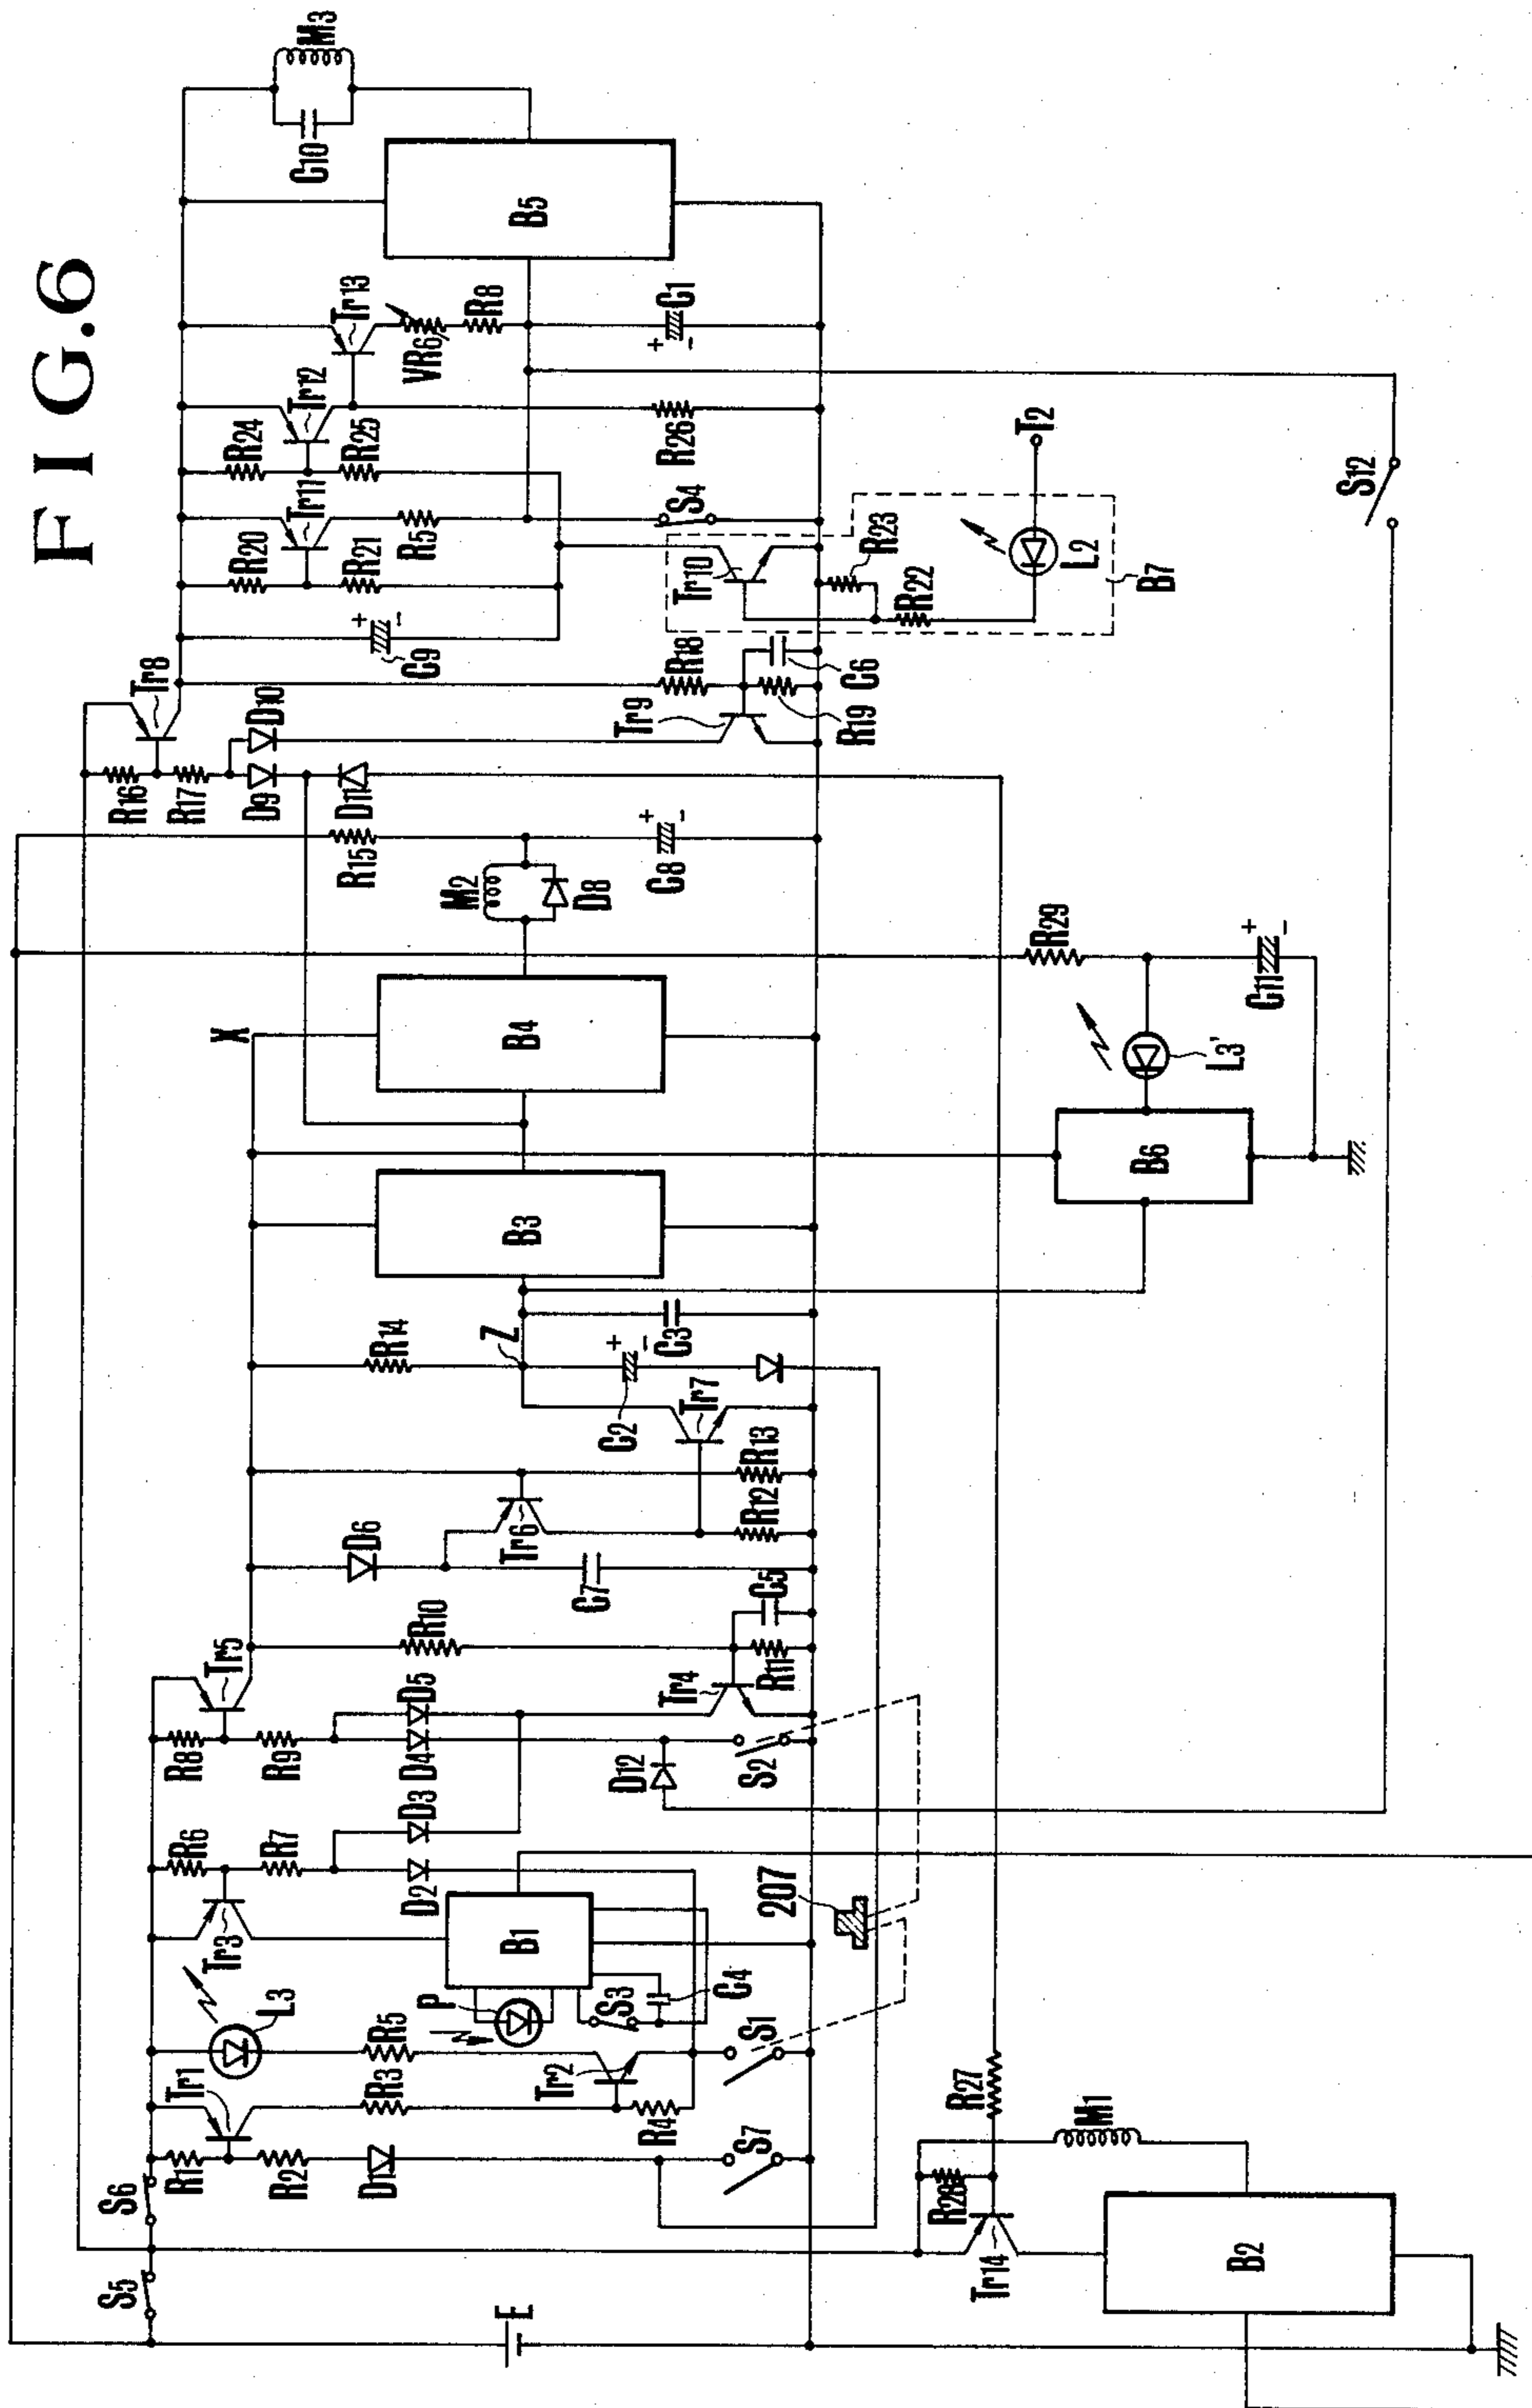 FIG.6
S5
S6
E
R1
R2
D1
S7
Tr1
R3
R4
L3
R5
Tr2
S1
P
S3
C4
B1
Tr3
R6
R7
D2
D3
207
R8
R9
D4
D5
D12
S2
Tr5
Tr4
R10
R11
C5
D6
C7
Tr6
R12
R13
Tr7
C2
+
-
R14
Z
C3
B3
X
B4
M2
D8
R15
C8
+
-
R16
R17
D9
D10
D11
Tr8
Tr9
R18
R19
C6
C9
+
-
R20
R21
Tr11
R5
S4
R24
R25
Tr12
R26
Tr13
VR6
R8
C1
+
-
B5
C10
M3
Tr10
R23
R22
L2
T2
B7
S12
R29
C11
+
-
L3'
B6
R27
R28
M1
Tr14
B2